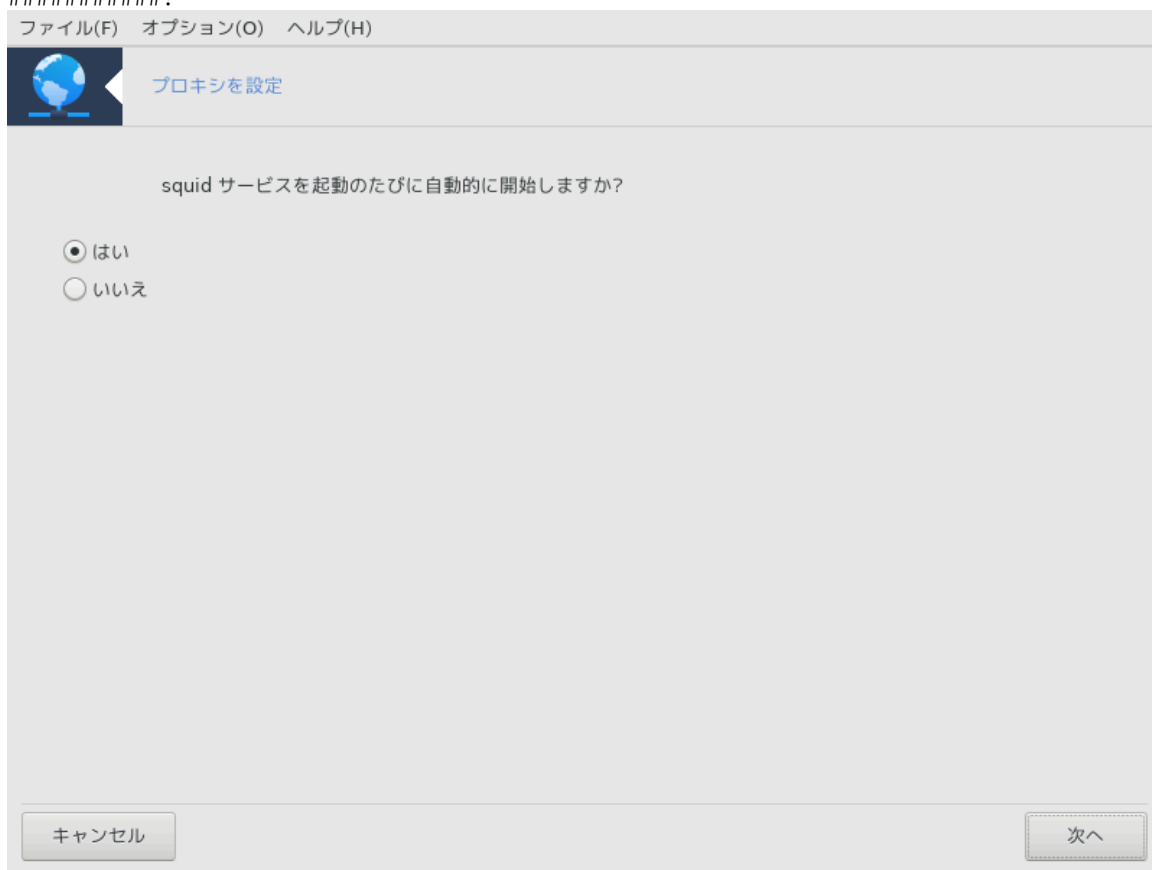 ###########.
ファイル(F) オプション(O) ヘルプ(H)
プロキシを設定
squid サービスを起動のたびに自動的に開始しますか?
はい
いいえ
キャンセル 次へ